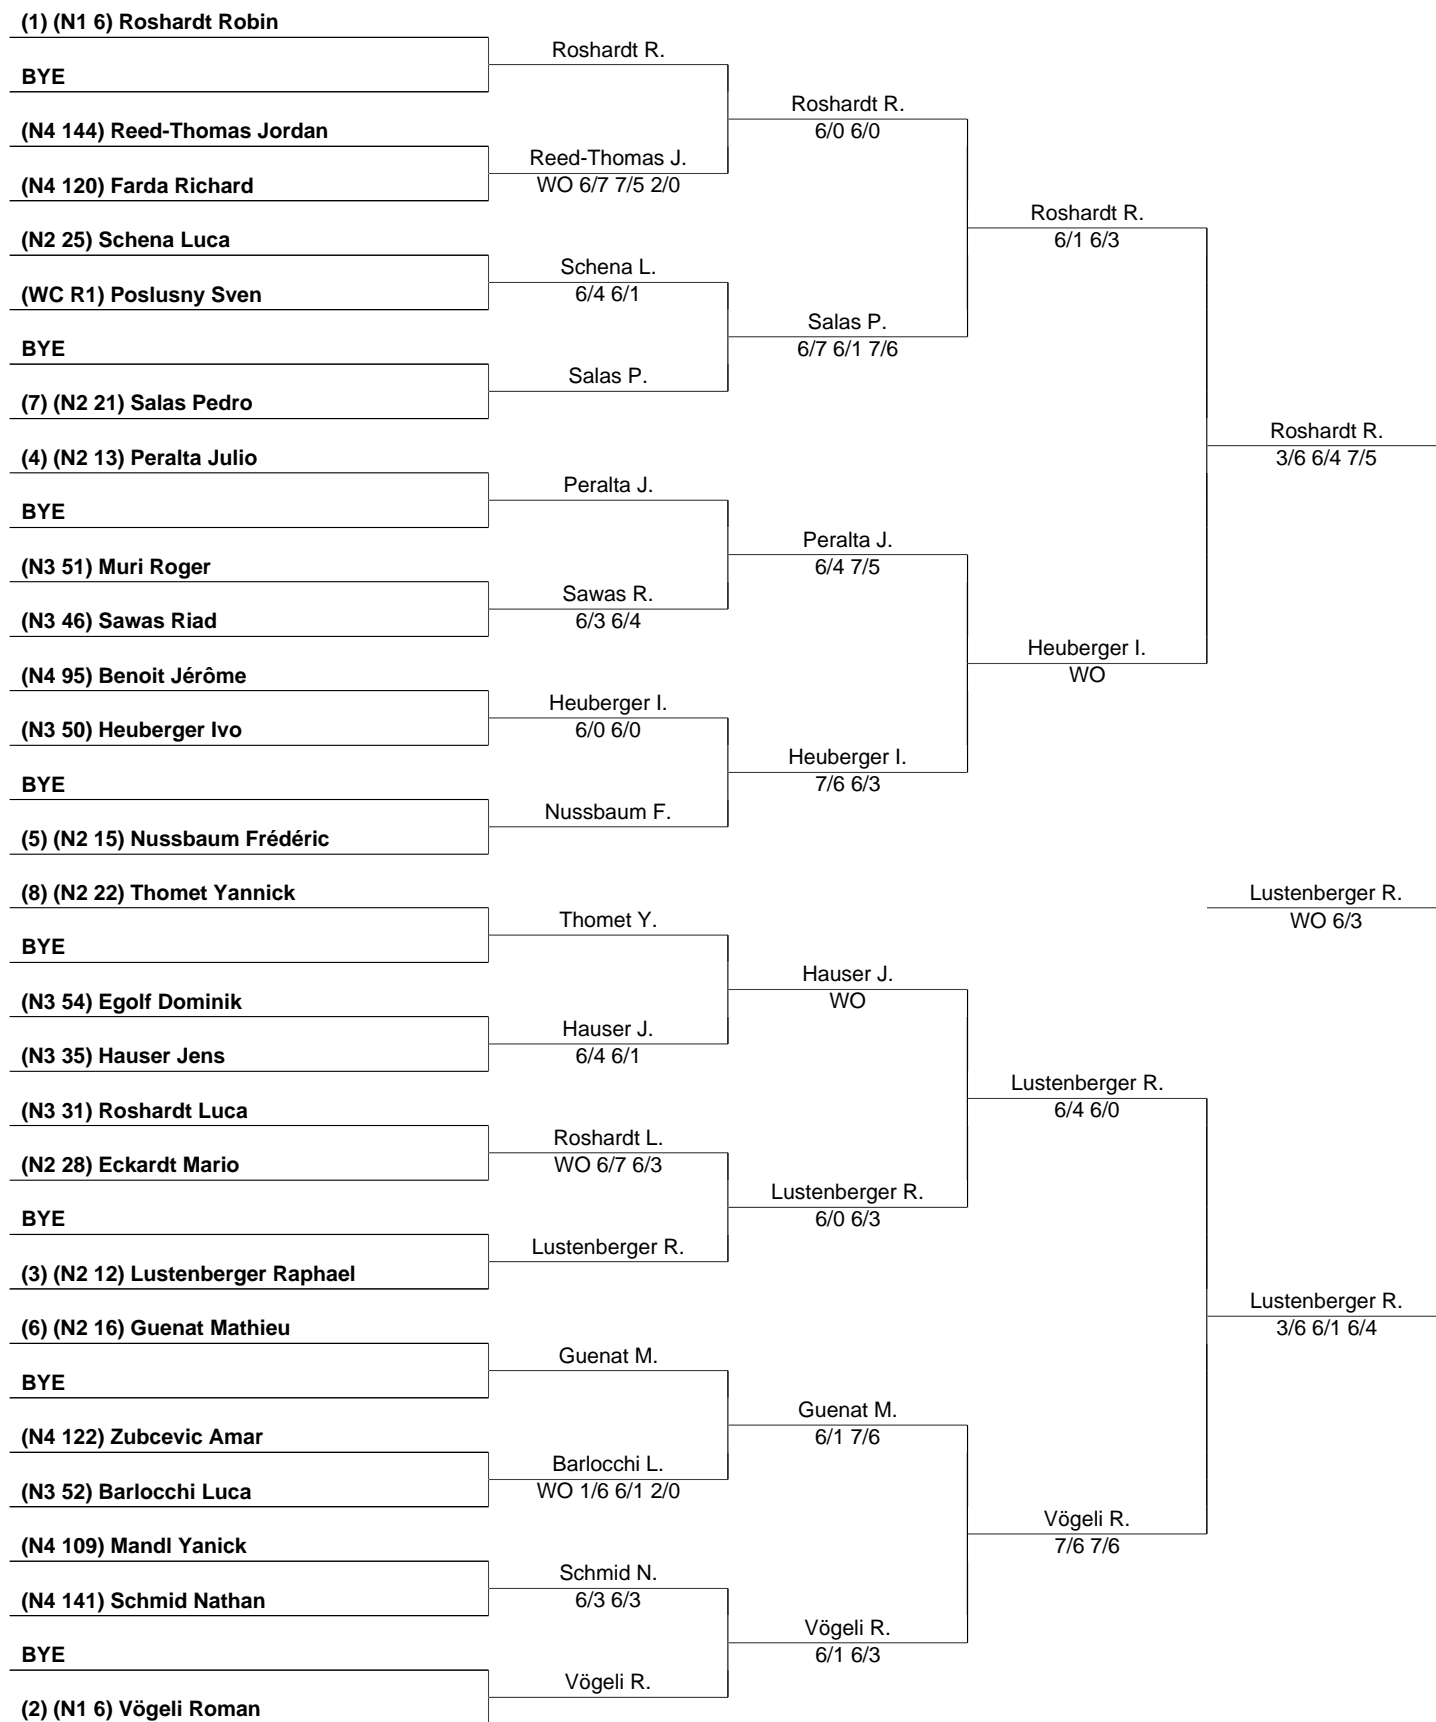 (1) (N1 6) Roshardt Robin
BYE
(N4 144) Reed-Thomas Jordan
(N4 120) Farda Richard
(N2 25) Schena Luca
(WC R1) Poslusny Sven
BYE
(7) (N2 21) Salas Pedro
(4) (N2 13) Peralta Julio
BYE
(N3 51) Muri Roger
(N3 46) Sawas Riad
(N4 95) Benoit Jérôme
(N3 50) Heuberger Ivo
BYE
(5) (N2 15) Nussbaum Frédéric
(8) (N2 22) Thomet Yannick
BYE
(N3 54) Egolf Dominik
(N3 35) Hauser Jens
(N3 31) Roshardt Luca
(N2 28) Eckardt Mario
BYE
(3) (N2 12) Lustenberger Raphael
(6) (N2 16) Guenat Mathieu
BYE
(N4 122) Zubcevic Amar
(N3 52) Barlocchi Luca
(N4 109) Mandl Yanick
(N4 141) Schmid Nathan
BYE
(2) (N1 6) Vögeli Roman
Roshardt R.
Reed-Thomas J.
WO 6/7 7/5 2/0
Schena L.
6/4 6/1
Salas P.
Peralta J.
Sawas R.
6/3 6/4
Heuberger I.
6/0 6/0
Nussbaum F.
Thomet Y.
Hauser J.
6/4 6/1
Roshardt L.
WO 6/7 6/3
Lustenberger R.
Guenat M.
Barlocchi L.
WO 1/6 6/1 2/0
Schmid N.
6/3 6/3
Vögeli R.
Roshardt R.
6/0 6/0
Salas P.
6/7 6/1 7/6
Peralta J.
6/4 7/5
Heuberger I.
7/6 6/3
Hauser J.
WO
Lustenberger R.
6/0 6/3
Guenat M.
6/1 7/6
Vögeli R.
6/1 6/3
Roshardt R.
6/1 6/3
Heuberger I.
WO
Lustenberger R.
6/4 6/0
Vögeli R.
7/6 7/6
Roshardt R.
3/6 6/4 7/5
Lustenberger R.
WO 6/3
Lustenberger R.
3/6 6/1 6/4